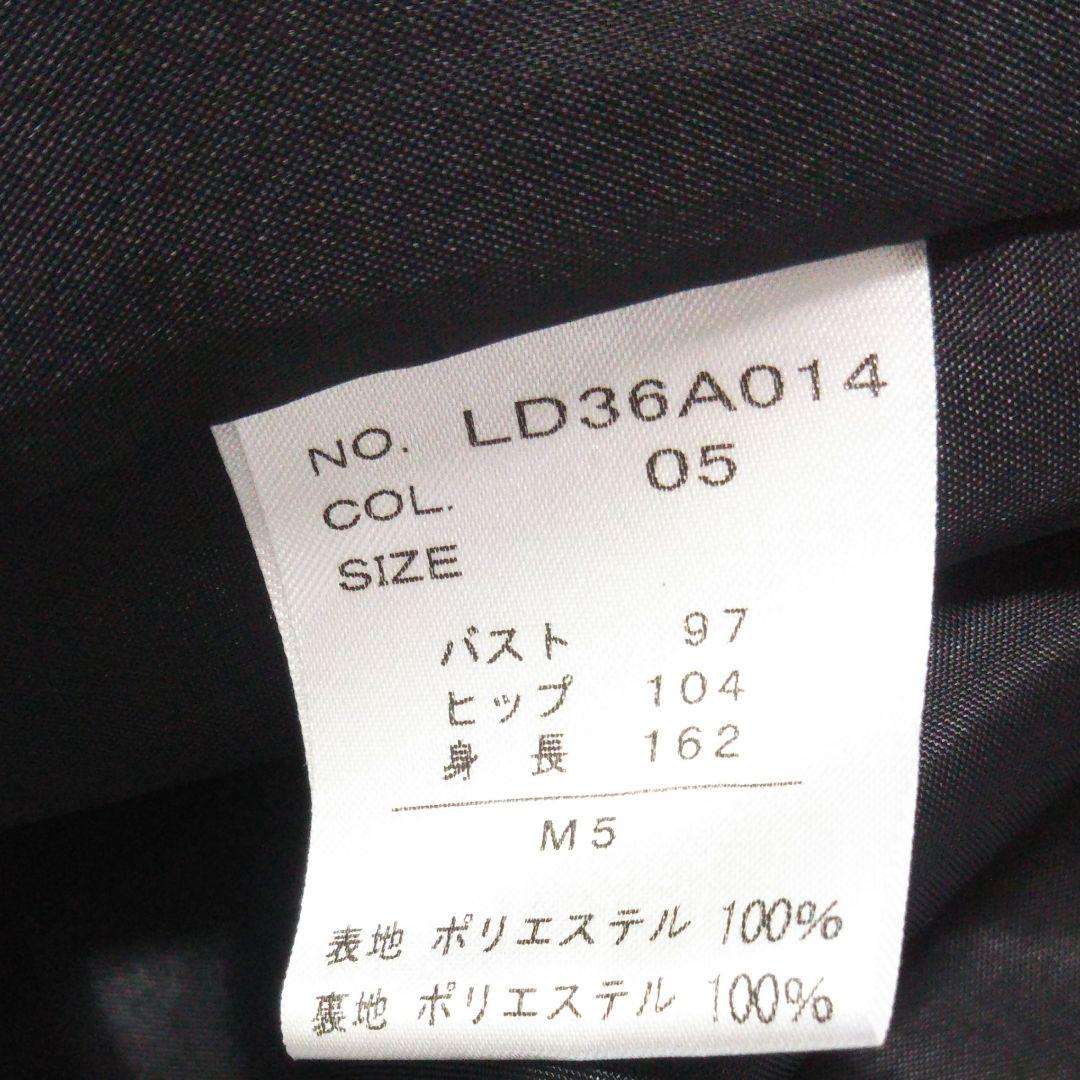 NO. LD36A014
COL. 05
SIZE
バスト 97
ヒップ 104
身長 162
M5
表地 ポリエステル 100%
裏地 ポリエステル 100%